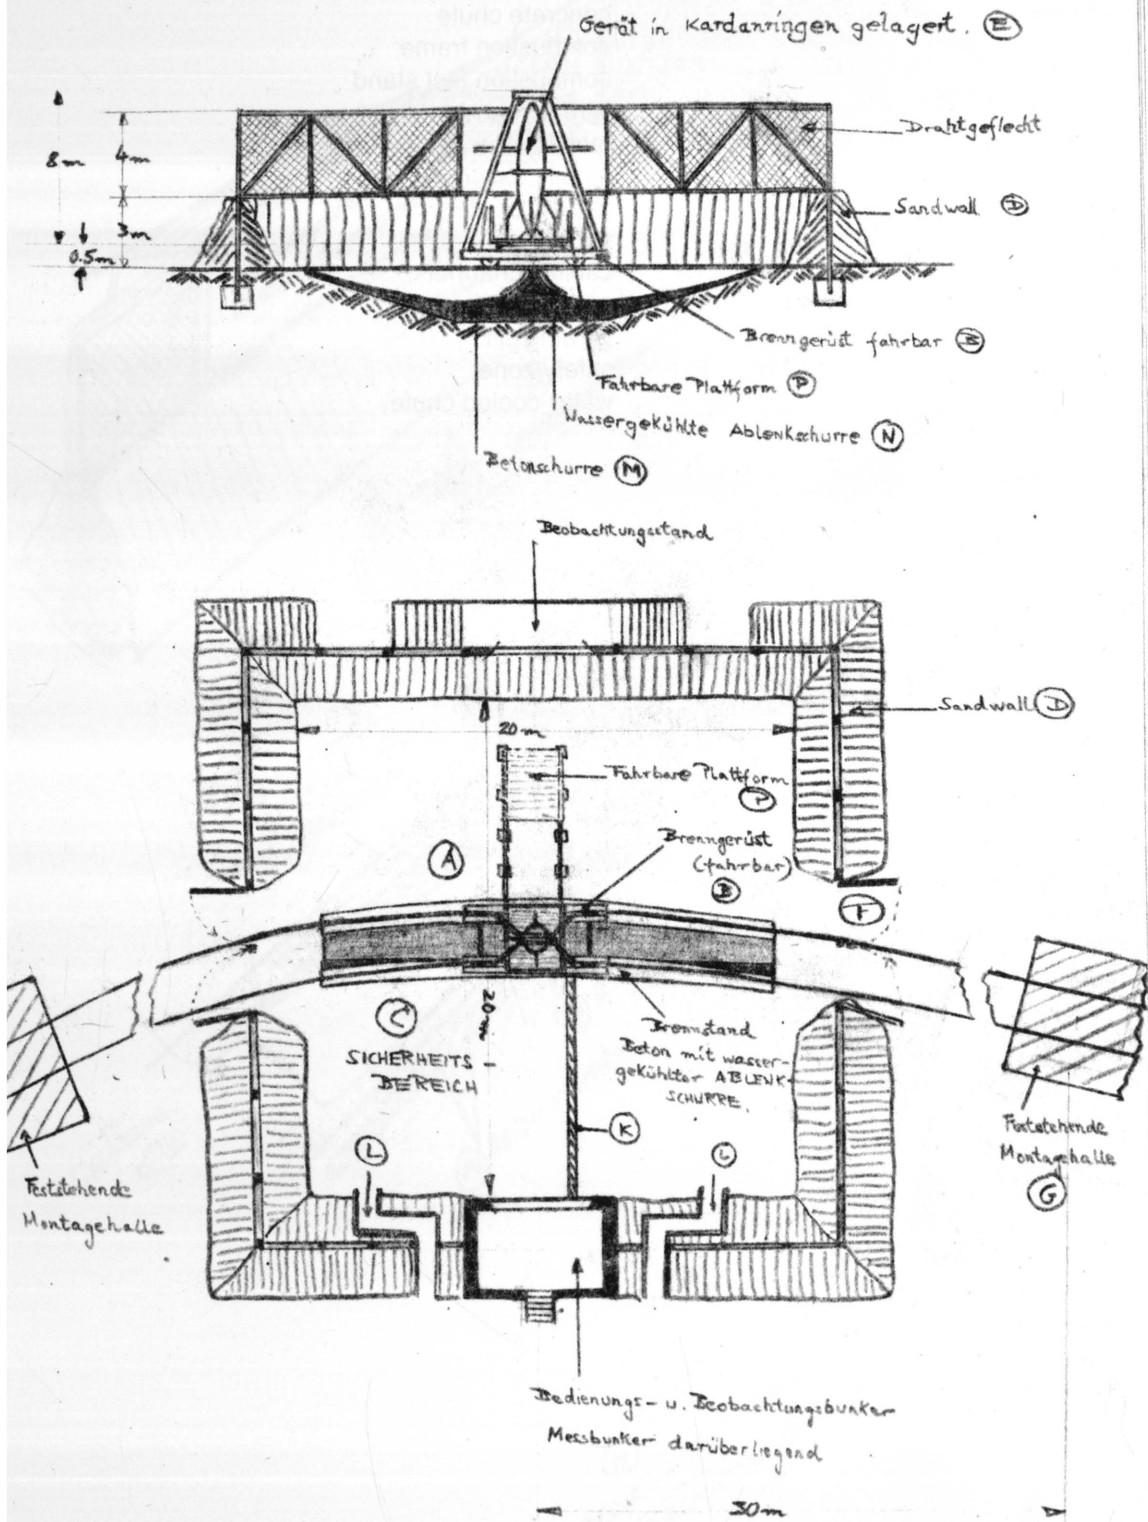 Gerät in Kardanringen gelagert. E
Drahtgeflecht
8m
4m
Sandwall D
3m
0.5m
Brenngerüst fahrbar B
Fahrbare Plattform P
Wassergekühlte Ablenkschurre N
Betonschurre M
Beobachtungsstand
Sandwall D
20 m
Fahrbare Plattform
P
Brenngerüst
(fahrbar)
B
A
F
20m
C
SICHERHEITS-
BEREICH
Brennstand
Beton mit wasser-
gekühlter ABLENK-
SCHURRE.
K
L
L
Feststehende
Montagehalle
G
Feststehende
Montagehalle
Bedienungs- u. Beobachtungsbunker
Messbunker darüberliegend
30m